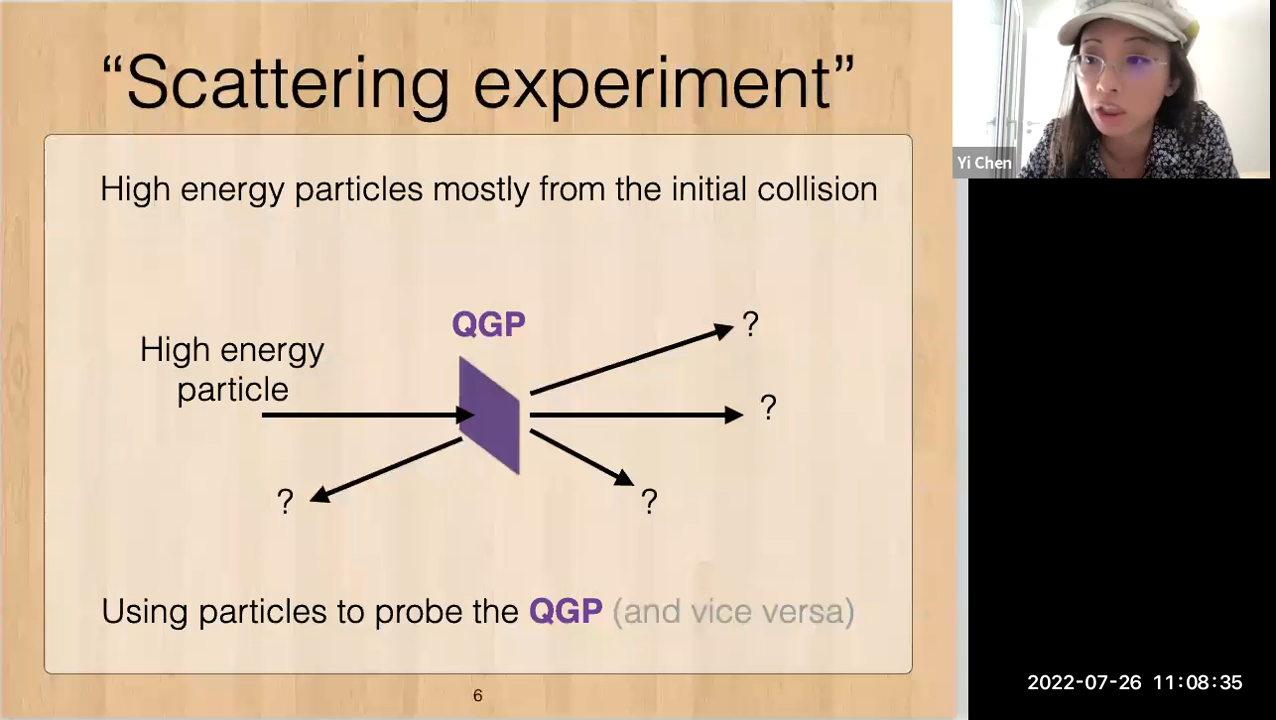 “Scattering experiment”
High energy particles mostly from the initial collision
QGP
High energy
particle
?
?
?
?
Using particles to probe the QGP (and vice versa)
6
Yi Chen
2022-07-26 11:08:35